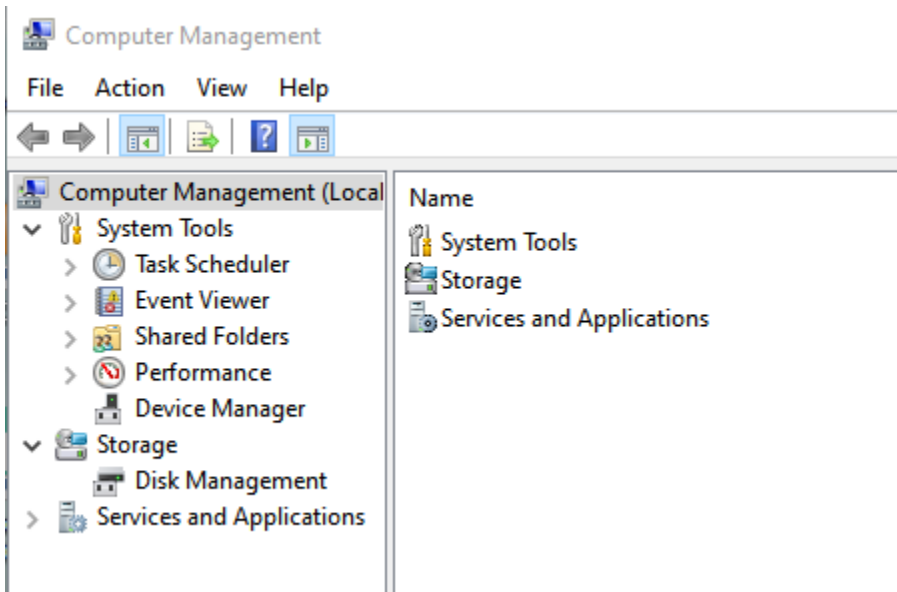 Computer Management
File Action View Help
Computer Management (Local
System Tools
Task Scheduler
Event Viewer
Shared Folders
Performance
Device Manager
Storage
Disk Management
Services and Applications
Name
System Tools
Storage
Services and Applications